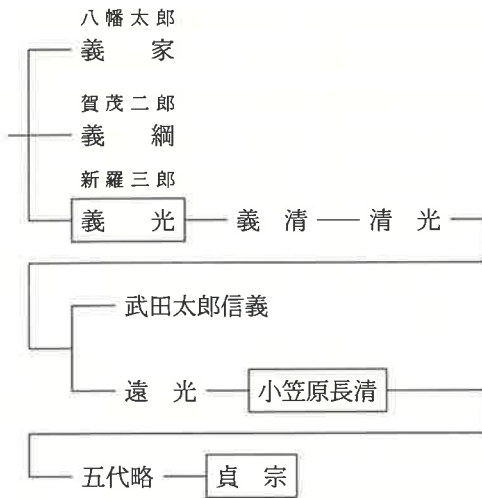 八幡太郎
義家
賀茂二郎
義綱
新羅三郎
義光 義清 清光
武田太郎信義
遠光 小笠原長清
五代略 貞宗